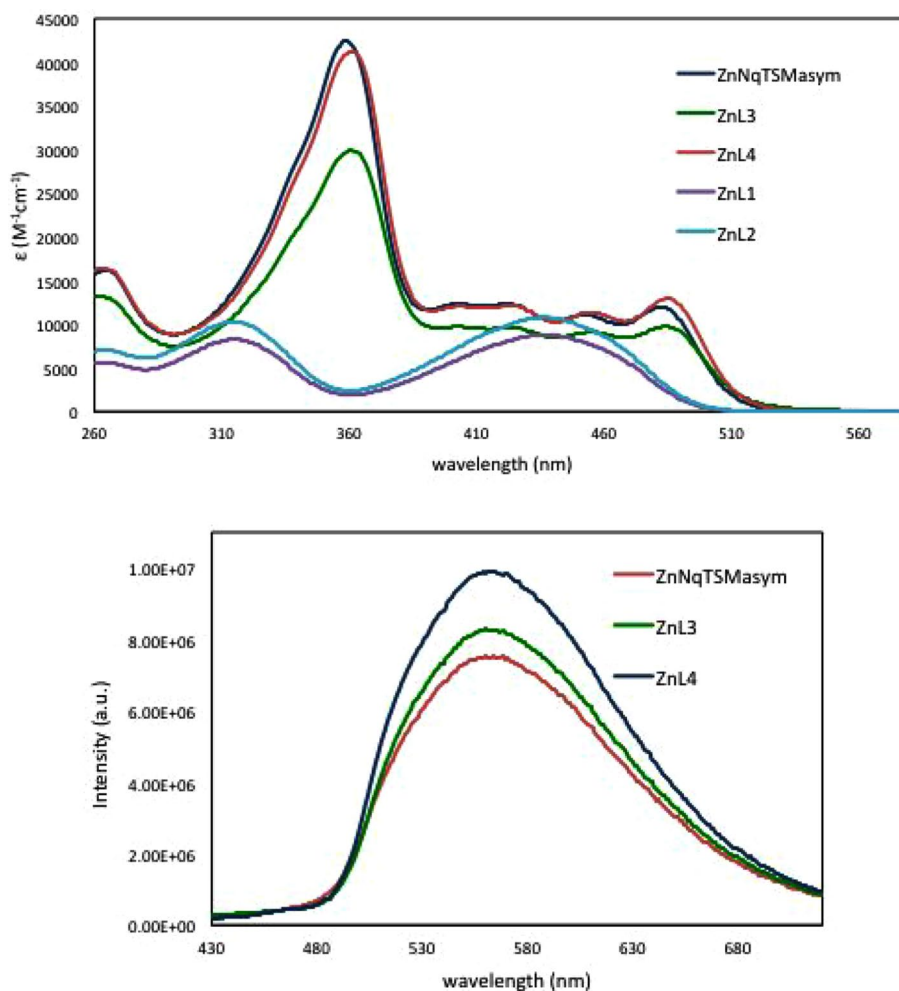 45000
40000
35000
30000
25000
20000
15000
10000
5000
0
ε (M⁻¹cm⁻¹)
ZnNqTSMasym
ZnL3
ZnL4
ZnL1
ZnL2
260 310 360 410 460 510 560
wavelength (nm)
1.00E+07
8.00E+06
6.00E+06
4.00E+06
2.00E+06
0.00E+00
Intensity (a.u.)
ZnNqTSMasym
ZnL3
ZnL4
430 480 530 580 630 680
wavelength (nm)